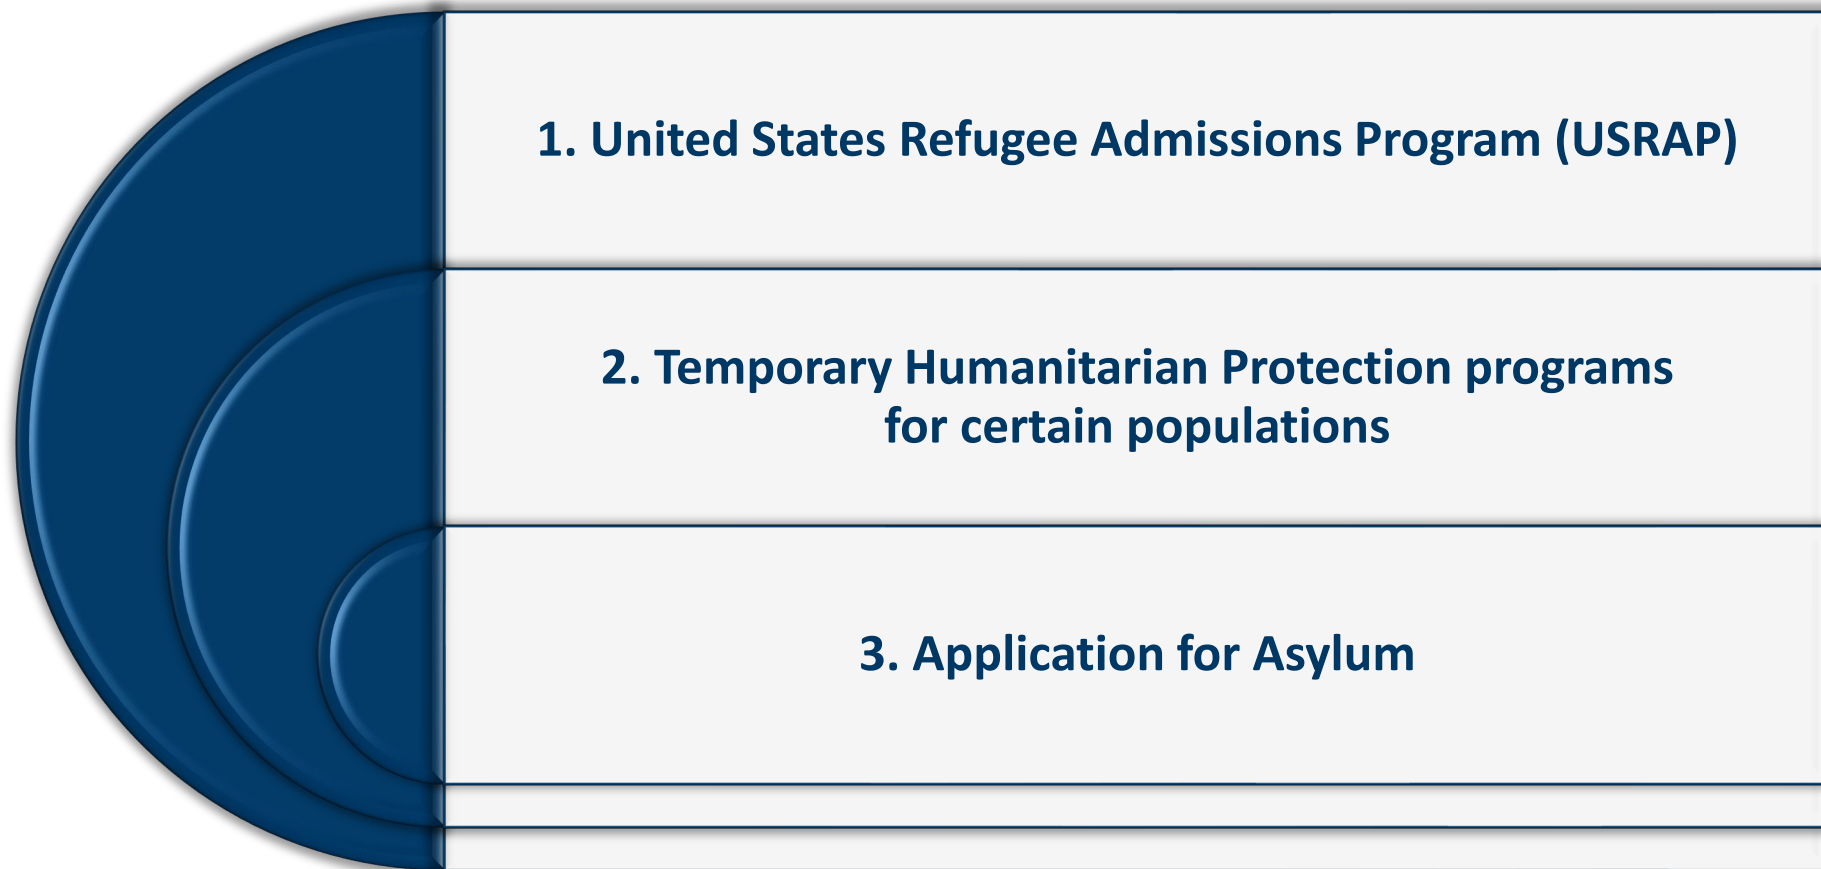 1. United States Refugee Admissions Program (USRAP)
2. Temporary Humanitarian Protection programs
for certain populations
3. Application for Asylum